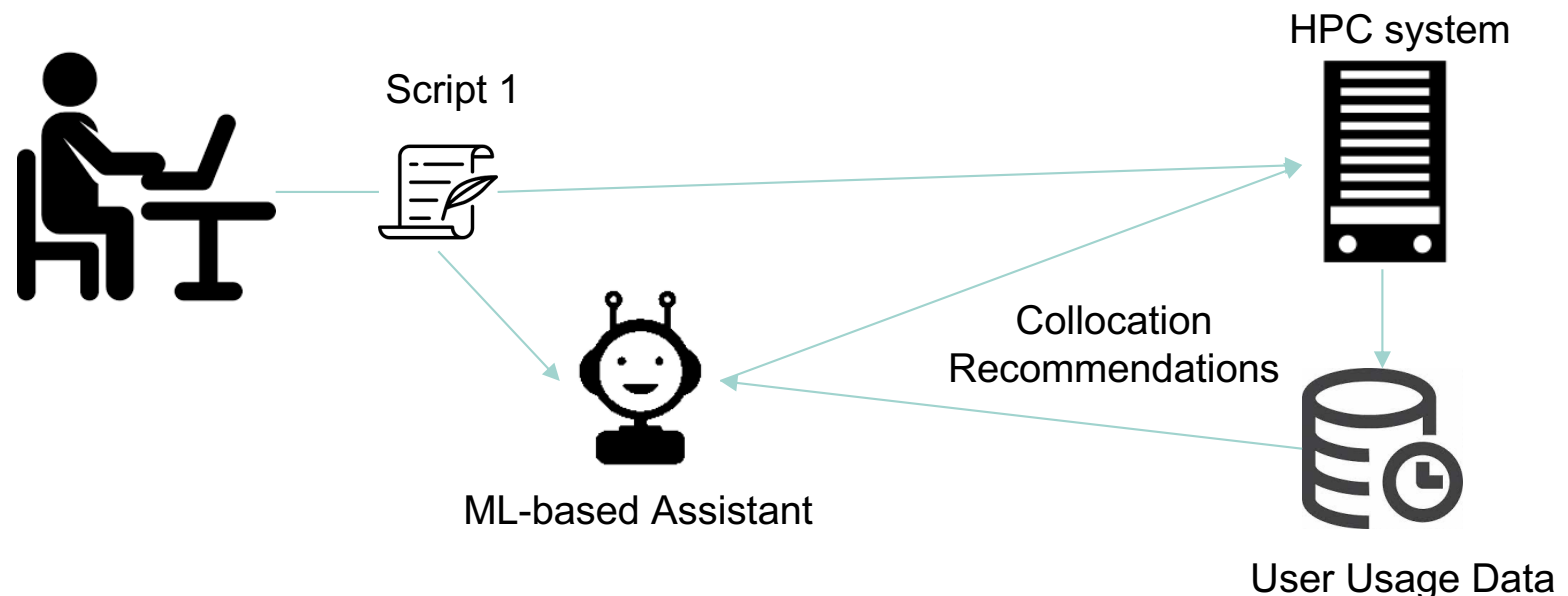 HPC system
Script 1
Collocation
Recommendations
ML-based Assistant
User Usage Data